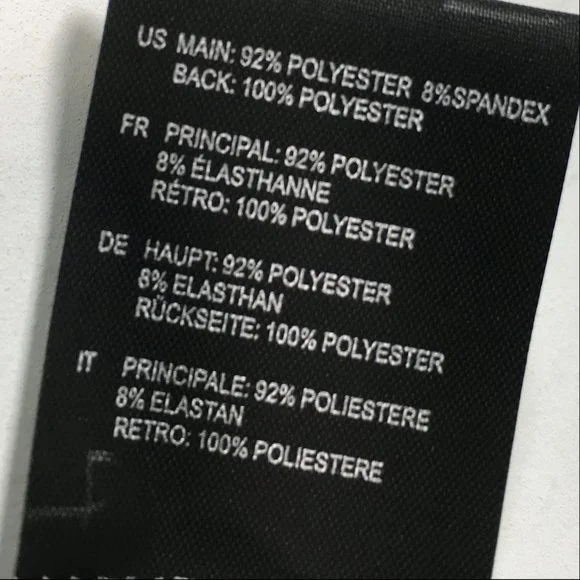 US MAIN: 92% POLYESTER 8%SPANDEX
BACK: 100% POLYESTER
FR PRINCIPAL: 92% POLYESTER
8% ÉLASTHANNE
RÉTRO: 100% POLYESTER
DE HAUPT: 92% POLYESTER
8% ELASTHAN
RÜCKSEITE: 100% POLYESTER
IT PRINCIPALE: 92% POLIESTERE
8% ELASTAN
RETRO: 100% POLIESTERE